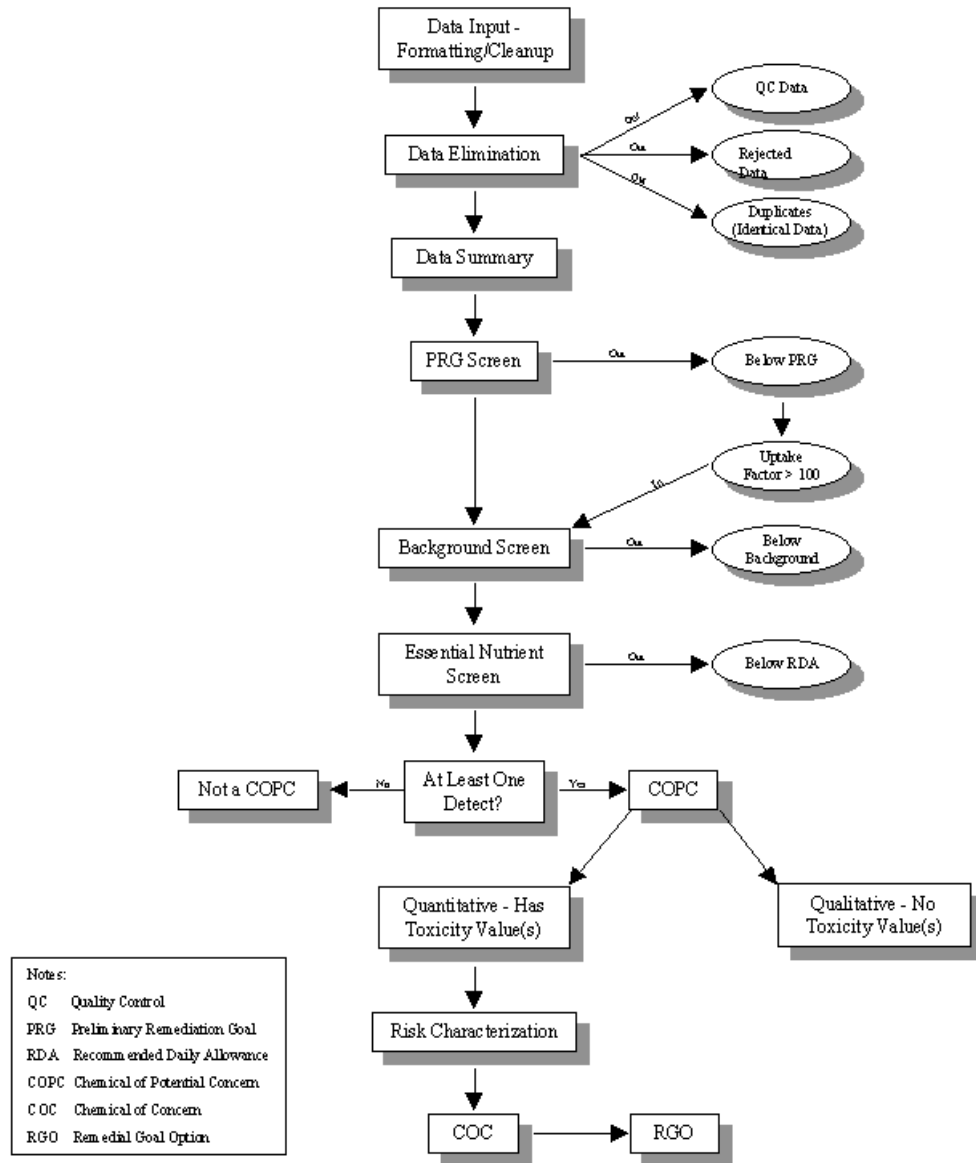 Data Input -
Formatting/Cleanup
QC Data
Out
Data Elimination
Out
Rejected
Data
Out
Duplicates
(Identical Data)
Data Summary
PRG Screen
Out
Below PRG
Uptake
Factor > 100
In
Background Screen
Out
Below
Background
Essential Nutrient
Screen
Out
Below RDA
Not a COPC
No
At Least One
Detect?
Yes
COPC
Quantitative - Has
Toxicity Value(s)
Qualitative - No
Toxicity Value(s)
Risk Characterization
COC
RGO
Notes:
QC Quality Control
PRG Preliminary Remediation Goal
RDA Recommended Daily Allowance
COPC Chemical of Potential Concern
COC Chemical of Concern
RGO Remedial Goal Option